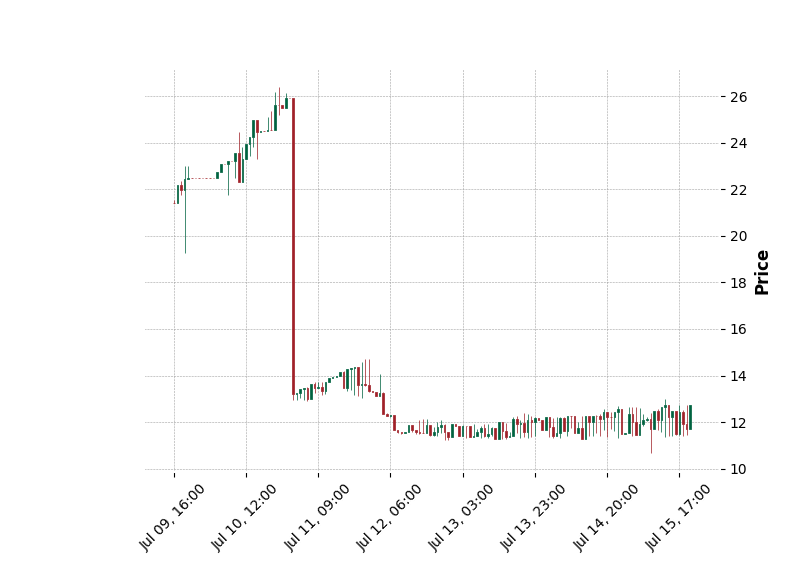 26
24
22
20
18
16
14
12
10
Price
Jul 09, 16:00
Jul 10, 12:00
Jul 11, 09:00
Jul 12, 06:00
Jul 13, 03:00
Jul 13, 23:00
Jul 14, 20:00
Jul 15, 17:00